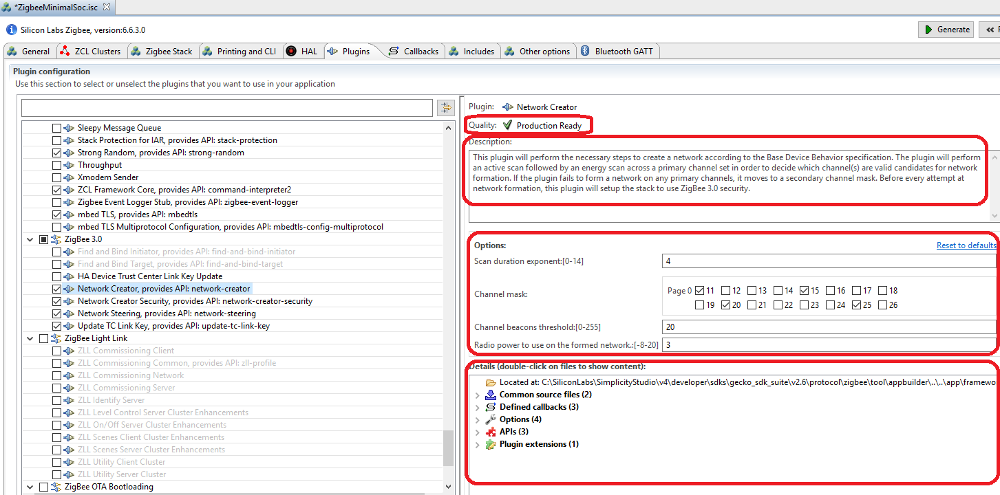 *ZigbeeMinimalSoc.isc
Silicon Labs Zigbee, version:6.6.3.0
Generate
General
ZCL Clusters
Zigbee Stack
Printing and CLI
HAL
Plugins
Callbacks
Includes
Other options
Bluetooth GATT
Plugin configuration
Use this section to select or unselect the plugins that you want to use in your application
Sleepy Message Queue
Stack Protection for IAR, provides API: stack-protection
Strong Random, provides API: strong-random
Throughput
Xmodem Sender
ZCL Framework Core, provides API: command-interpreter2
Zigbee Event Logger Stub, provides API: zigbee-event-logger
mbed TLS, provides API: mbedtls
mbed TLS Multiprotocol Configuration, provides API: mbedtls-config-multiprotocol
ZigBee 3.0
Find and Bind Initiator, provides API: find-and-bind-initiator
Find and Bind Target, provides API: find-and-bind-target
HA Device Trust Center Link Key Update
Network Creator, provides API: network-creator
Network Creator Security, provides API: network-creator-security
Network Steering, provides API: network-steering
Update TC Link Key, provides API: update-tc-link-key
ZigBee Light Link
ZLL Commissioning Client
ZLL Commissioning Common, provides API: zll-profile
ZLL Commissioning Network
ZLL Commissioning Server
ZLL Identify Server
ZLL Level Control Server Cluster Enhancements
ZLL On/Off Server Cluster Enhancements
ZLL Scenes Client Cluster Enhancements
ZLL Scenes Server Cluster Enhancements
ZLL Utility Client Cluster
ZLL Utility Server Cluster
ZigBee OTA Bootloading
Plugin: Network Creator
Quality: Production Ready
Description:
This plugin will perform the necessary steps to create a network according to the Base Device Behavior specification. The plugin will perform
an active scan followed by an energy scan across a primary channel set in order to decide which channel(s) are valid candidates for network
formation. If the plugin fails to form a network on any primary channels, it moves to a secondary channel mask. Before every attempt at
network formation, this plugin will setup the stack to use ZigBee 3.0 security.
Options:
Reset to defaults
Scan duration exponent:[0-14] 4
Channel mask:
Page 0 11 12 13 14 15 16 17 18
19 20 21 22 23 24 25 26
Channel beacons threshold:[0-255] 20
Radio power to use on the formed network.:[-8-20] 3
Details (double-click on files to show content):
Located at: C:\SiliconLabs\SimplicityStudio\v4\developer\sdks\gecko_sdk_suite\v2.6\protocol\zigbee\tool\appbuilder\..\..\app\framewo
Common source files (2)
Defined callbacks (3)
Options (4)
APIs (3)
Plugin extensions (1)